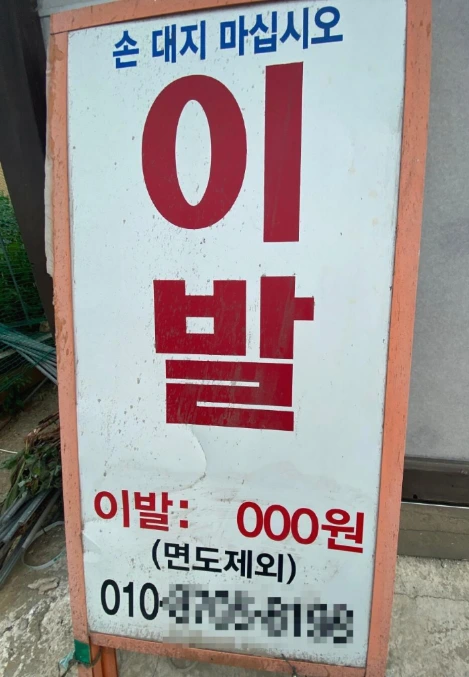 손 대지 마십시오
이
발
이발: 000원
(면도제외)
010-